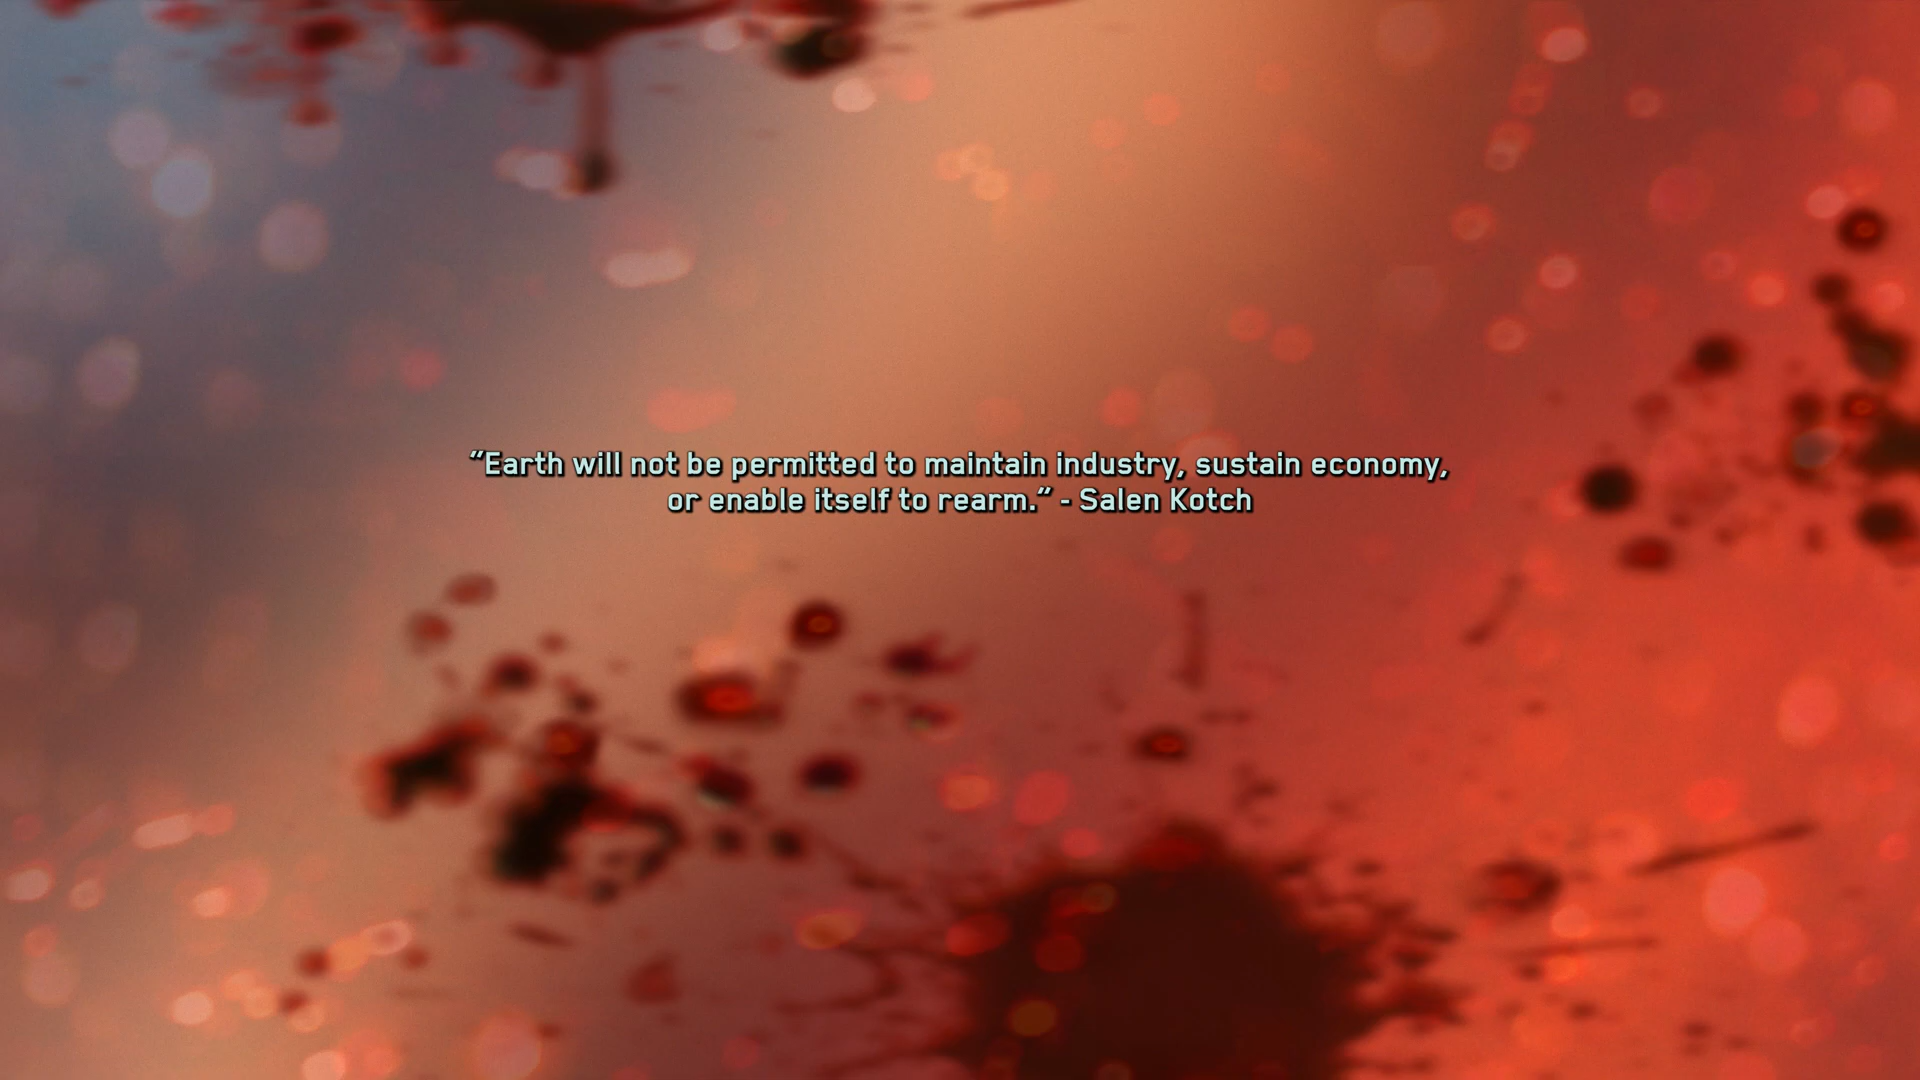 “Earth will not be permitted to maintain industry, sustain economy,
or enable itself to rearm.” - Salen Kotch